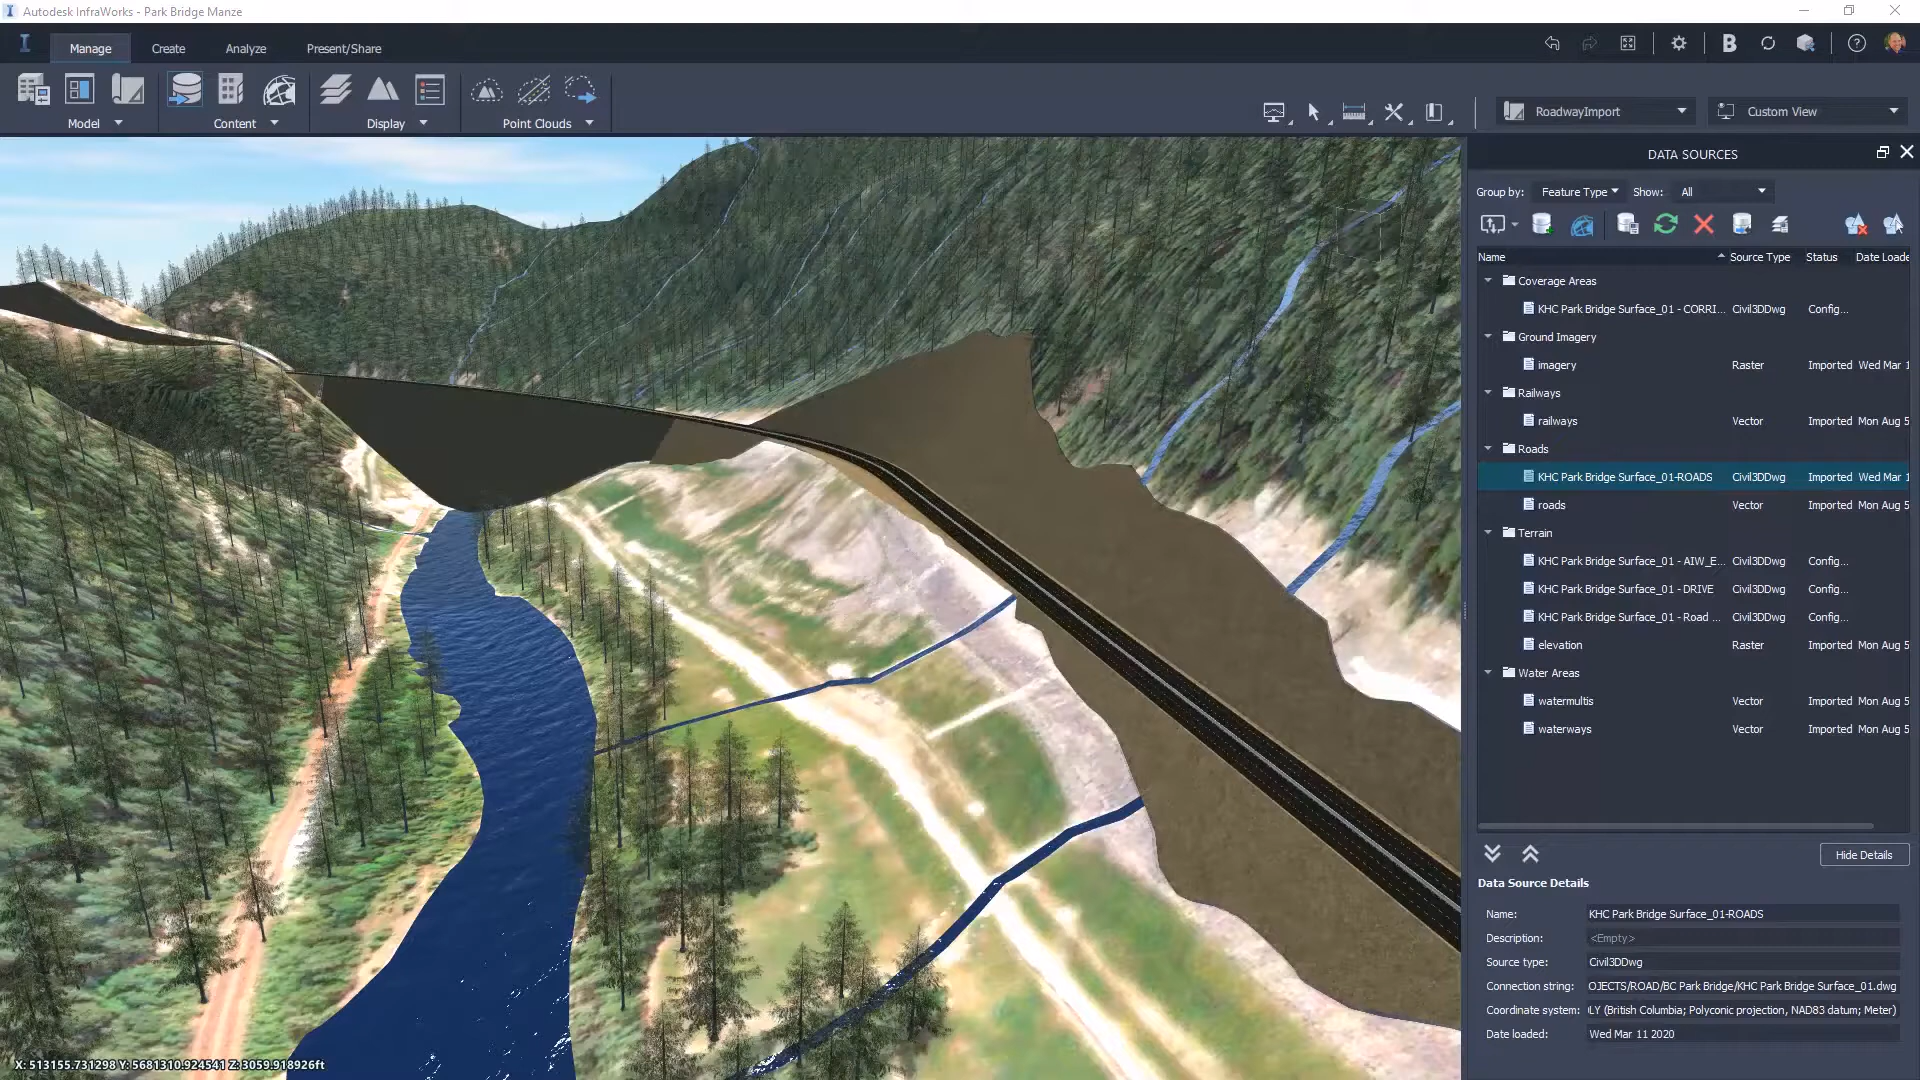 Autodesk InfraWorks - Park Bridge Manze
Manage
Create
Analyze
Present/Share
Model
Content
Display
Point Clouds
RoadwayImport
Custom View
DATA SOURCES
Group by: Feature Type Show: All
Name Source Type Status Date Loade
Coverage Areas
KHC Park Bridge Surface_01 - CORRI... Civil3DDwg Config...
Ground Imagery
imagery Raster Imported Wed Mar 1
Railways
railways Vector Imported Mon Aug 5
Roads
KHC Park Bridge Surface_01-ROADS Civil3DDwg Imported Wed Mar 1
roads Vector Imported Mon Aug 5
Terrain
KHC Park Bridge Surface_01 - AIW_E... Civil3DDwg Config...
KHC Park Bridge Surface_01 - DRIVE Civil3DDwg Config...
KHC Park Bridge Surface_01 - Road ... Civil3DDwg Config...
elevation Raster Imported Mon Aug 5
Water Areas
watermultis Vector Imported Mon Aug 5
waterways Vector Imported Mon Aug 5
Hide Details
Data Source Details
Name: KHC Park Bridge Surface_01-ROADS
Description: <Empty>
Source type: Civil3DDwg
Connection string: OJECTS/ROAD/BC Park Bridge/KHC Park Bridge Surface_01.dwg
Coordinate system: LY (British Columbia; Polyconic projection, NAD83 datum; Meter)
Date loaded: Wed Mar 11 2020
X: 513155.731298 Y: 5681310.924541 Z: 3059.918926ft